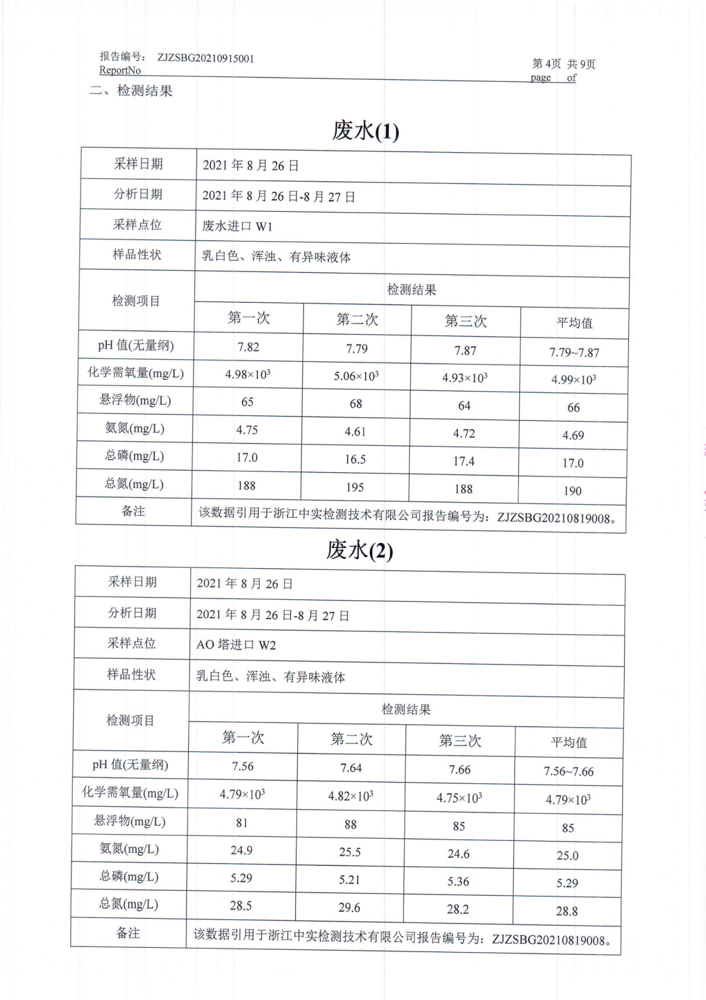 报告编号： ZJZSBG20210915001
第 4页 共 9页
ReportNo
page of
二、检测结果
废水(1)
采样日期 2021 年 8 月 26 日
分析日期 2021 年 8 月 26 日-8 月 27 日
采样点位 废水进口 W1
样品性状 乳白色、浑浊、有异味液体
检测项目 检测结果
第一次 第二次 第三次 平均值
pH 值(无量纲) 7.82 7.79 7.87 7.79~7.87
化学需氧量(mg/L) 4.98×10³ 5.06×10³ 4.93×10³ 4.99×10³
悬浮物(mg/L) 65 68 64 66
氨氮(mg/L) 4.75 4.61 4.72 4.69
总磷(mg/L) 17.0 16.5 17.4 17.0
总氮(mg/L) 188 195 188 190
备注 该数据引用于浙江中实检测技术有限公司报告编号为：ZJZSBG20210819008。
废水(2)
采样日期 2021 年 8 月 26 日
分析日期 2021 年 8 月 26 日-8 月 27 日
采样点位 AO 塔进口 W2
样品性状 乳白色、浑浊、有异味液体
检测项目 检测结果
第一次 第二次 第三次 平均值
pH 值(无量纲) 7.56 7.64 7.66 7.56~7.66
化学需氧量(mg/L) 4.79×10³ 4.82×10³ 4.75×10³ 4.79×10³
悬浮物(mg/L) 81 88 85 85
氨氮(mg/L) 24.9 25.5 24.6 25.0
总磷(mg/L) 5.29 5.21 5.36 5.29
总氮(mg/L) 28.5 29.6 28.2 28.8
备注 该数据引用于浙江中实检测技术有限公司报告编号为：ZJZSBG20210819008。